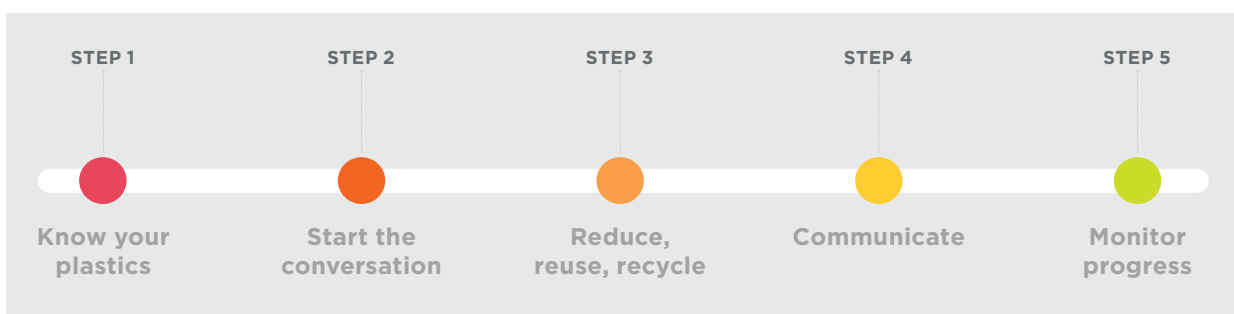 STEP 1
STEP 2
STEP 3
STEP 4
STEP 5
Know your
plastics
Start the
conversation
Reduce,
reuse, recycle
Communicate
Monitor
progress